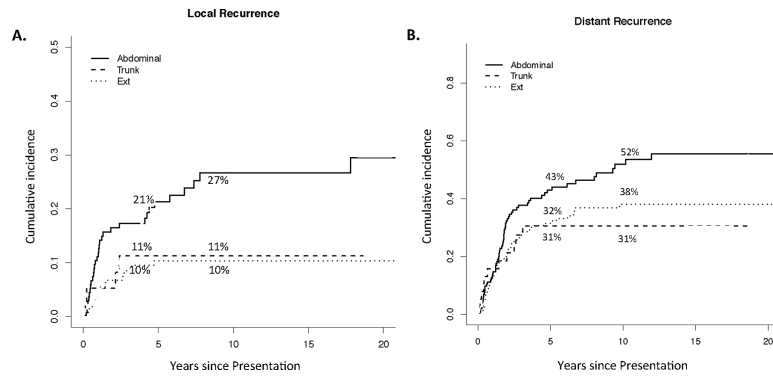 Local Recurrence
A.
0.5
0.4
0.3
0.2
0.1
0.0
Cumulative incidence
Abdominal
Trunk
Ext
21%
27%
11%
11%
10%
10%
0
5
10
15
20
Years since Presentation
Distant Recurrence
B.
0.8
0.6
0.4
0.2
0.0
Cumulative incidence
Abdominal
Trunk
Ext
43%
52%
32%
38%
31%
31%
0
5
10
15
20
Years since Presentation